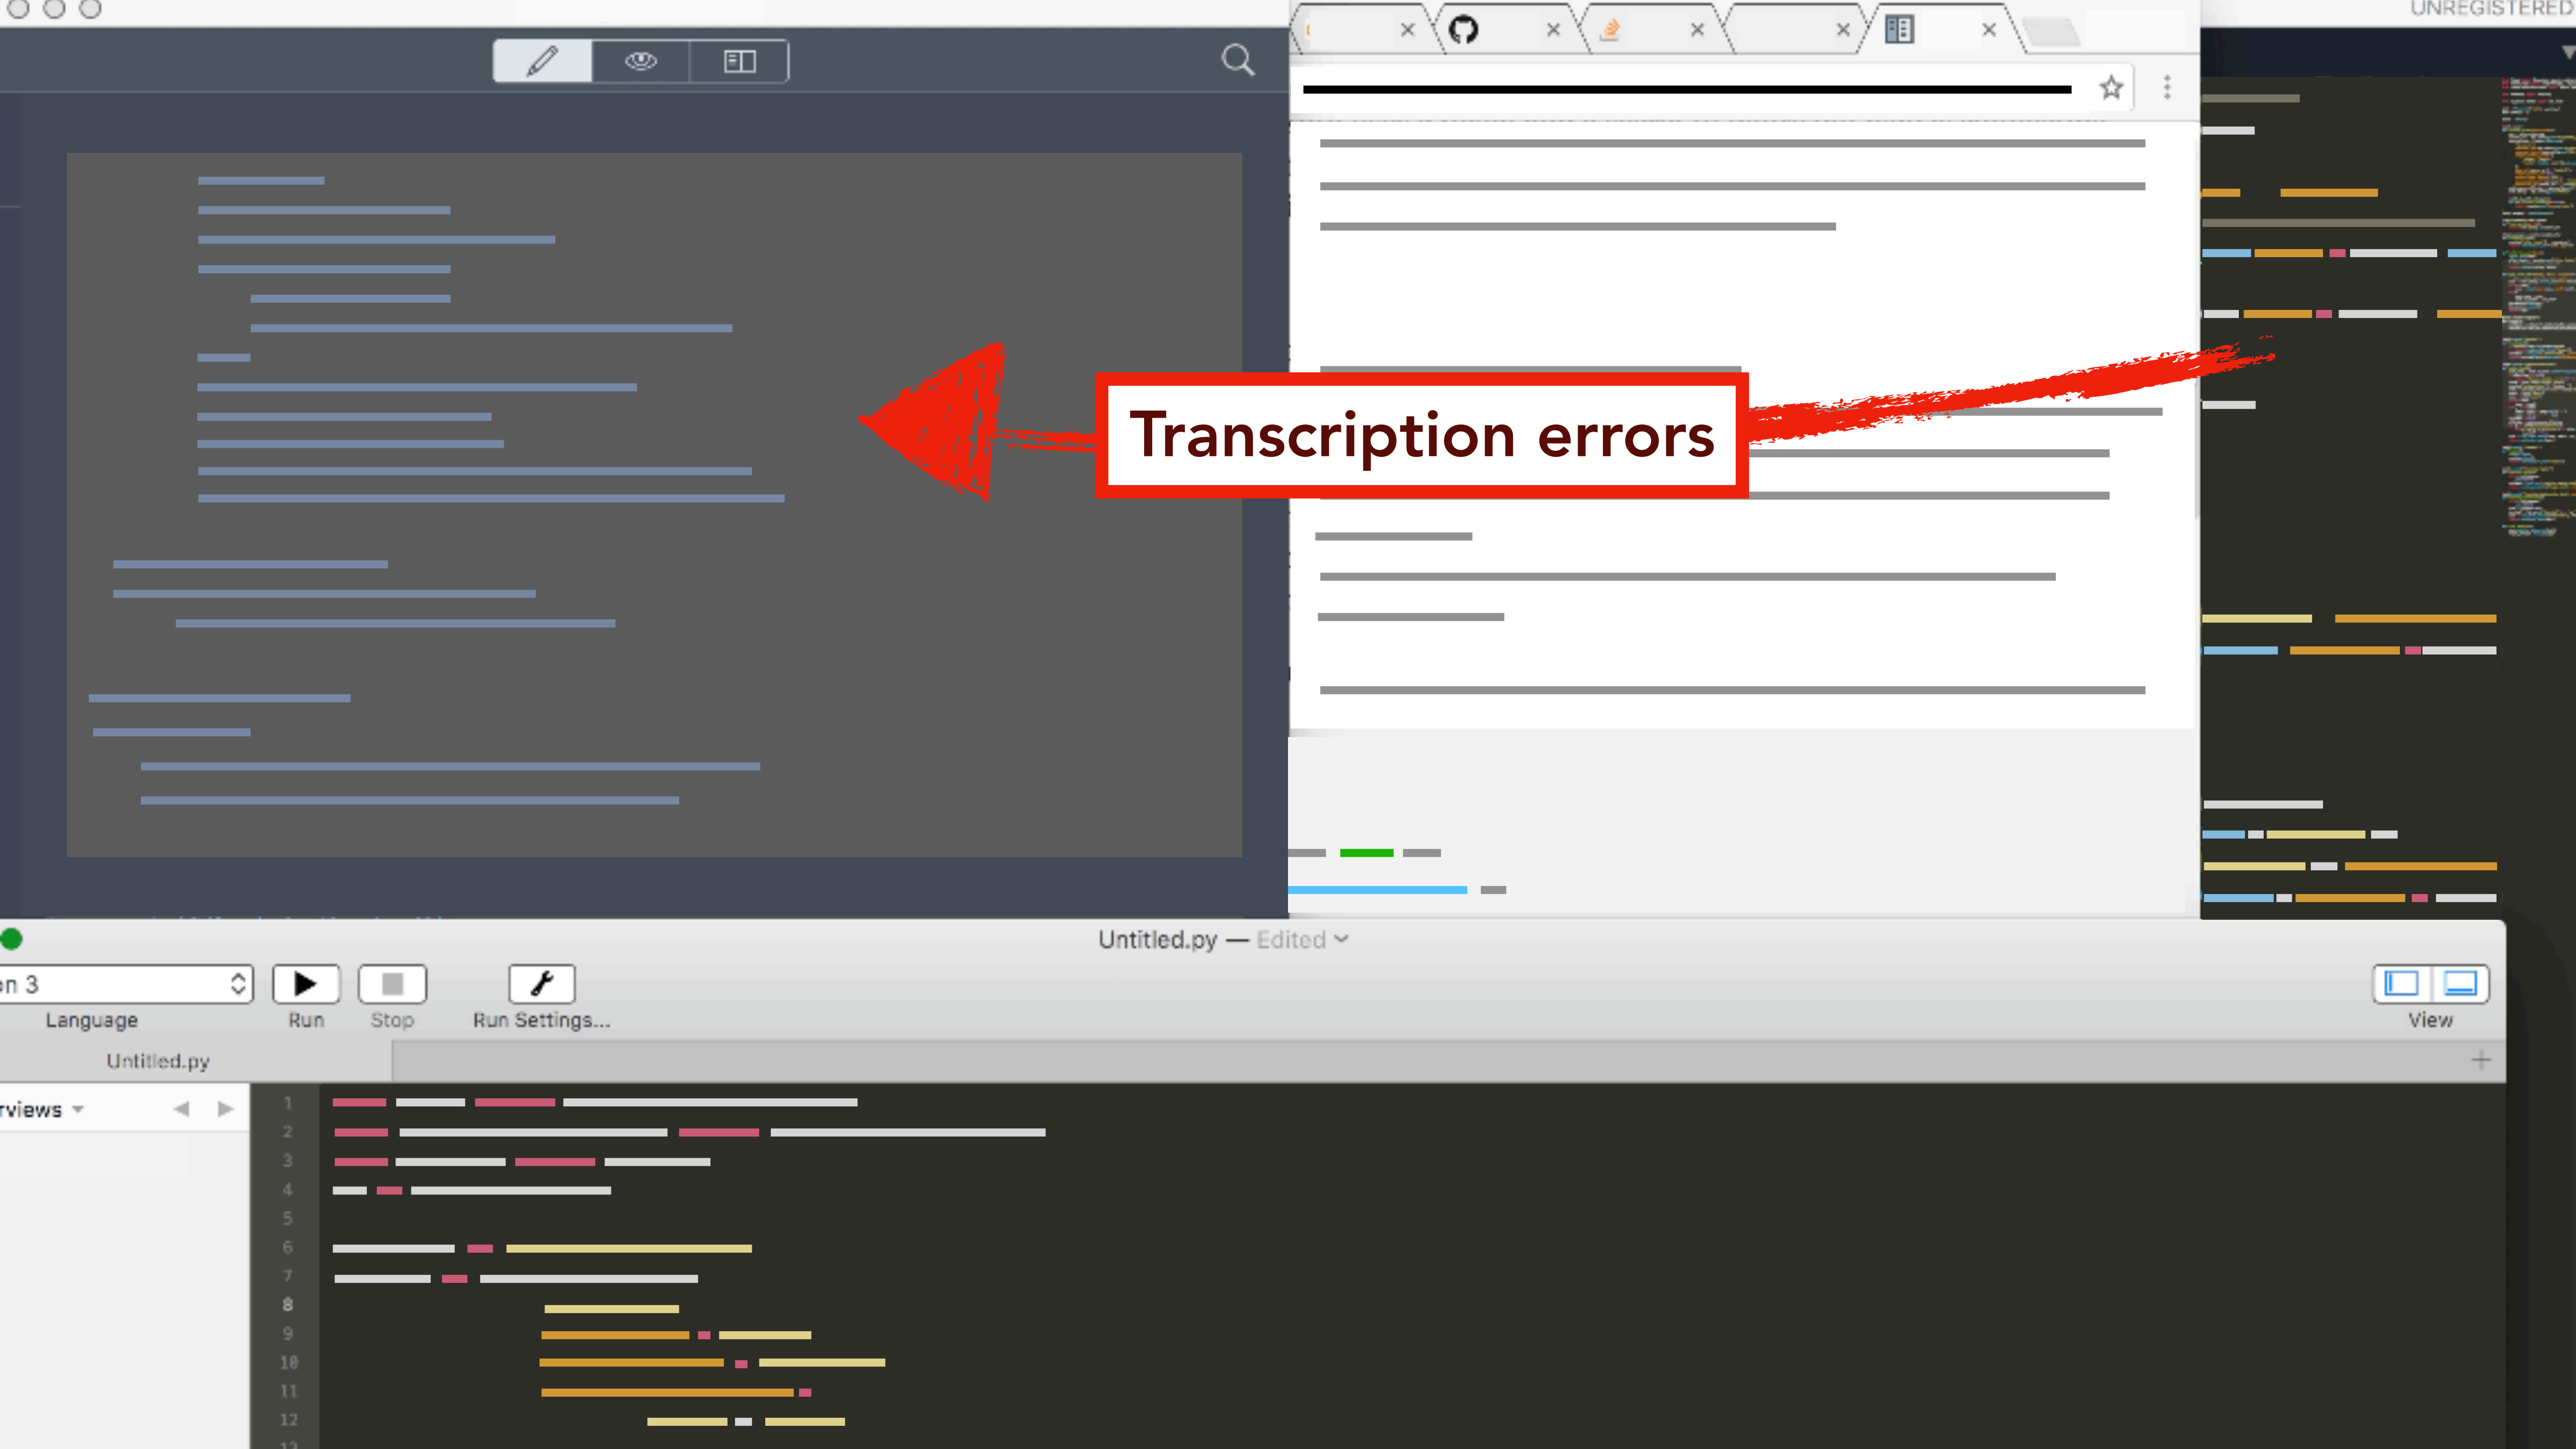 UNREGISTERED
Transcription errors
Untitled.py — Edited
on 3
Language
Run
Stop
Run Settings...
View
Untitled.py
rviews
1
2
3
4
5
6
7
8
9
10
11
12